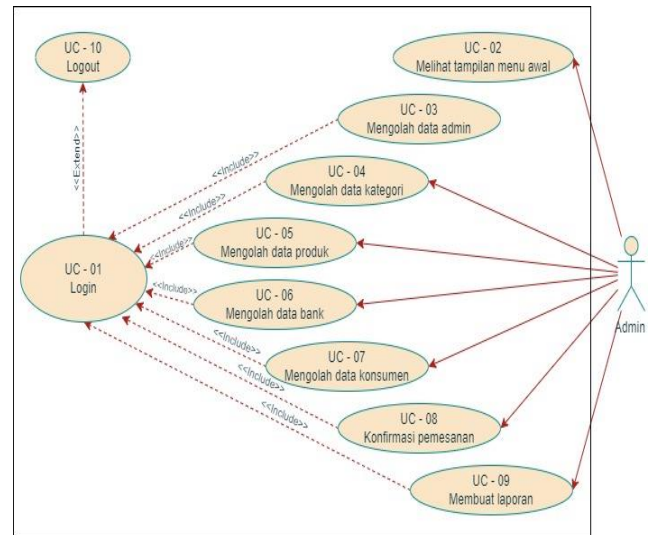 UC - 10
Logout
UC - 02
Melihat tampilan menu awal
<<Extend>>
UC - 03
Mengolah data admin
<<Include>>
UC - 04
Mengolah data kategori
<<Include>>
UC - 05
Mengolah data produk
<<Include>>
UC - 01
Login
UC - 06
Mengolah data bank
<<Include>>
UC - 07
Mengolah data konsumen
<<Include>>
UC - 08
Konfirmasi pemesanan
<<Include>>
UC - 09
Membuat laporan
<<Include>>
Admin